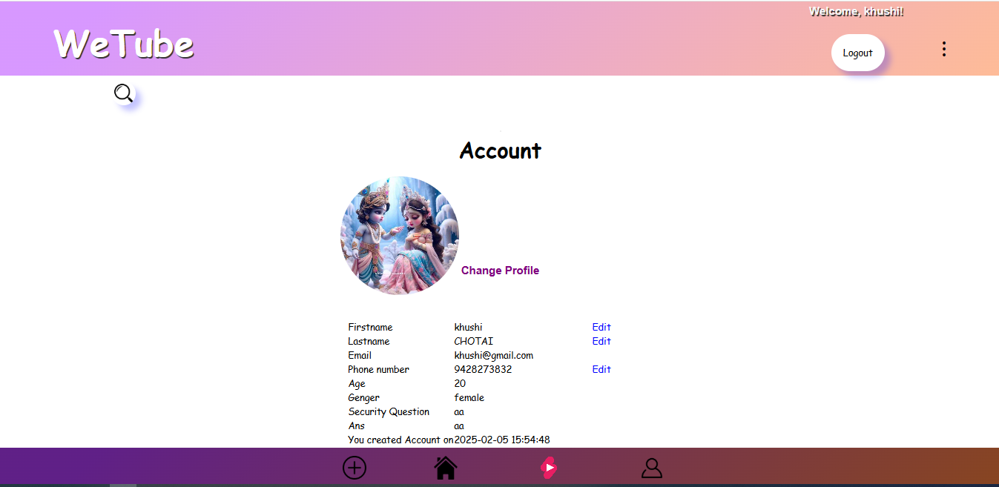 Welcome, khushi!
WeTube
Logout
Account
Change Profile
Firstname khushi Edit
Lastname CHOTAI Edit
Email khushi@gmail.com
Phone number 9428273832 Edit
Age 20
Genger female
Security Question aa
Ans aa
You created Account on 2025-02-05 15:54:48